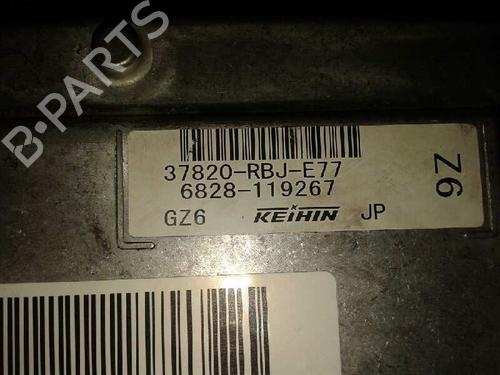 B-PARTS
37820-RBJ-E77
6828-119267
GZ6 KEIHIN JP
Z6